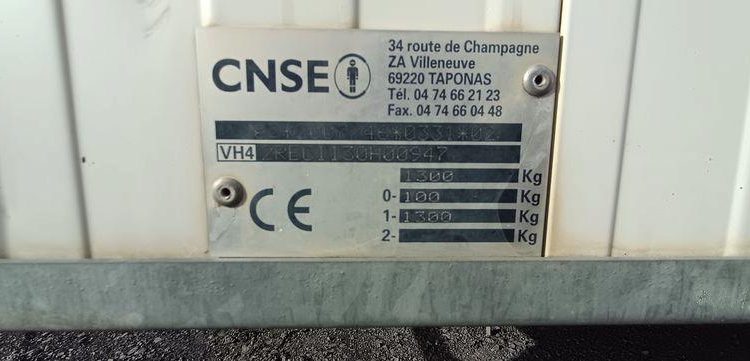 CNSE
34 route de Champagne
ZA Villeneuve
69220 TAPONAS
Tél. 04 74 66 21 23
Fax. 04 74 66 04 48
VH4
1300 Kg
0- 100 Kg
1- 1300 Kg
2- Kg
CE